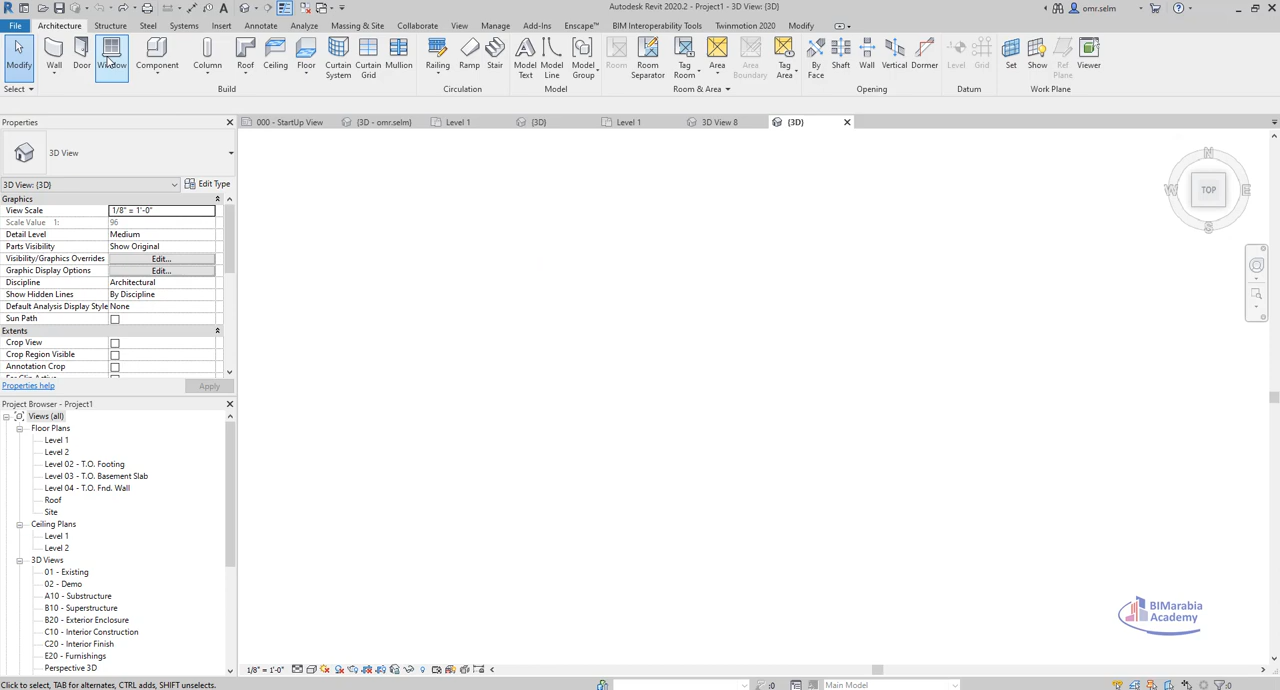 Autodesk Revit 2020.2 - Project1 - 3D View: {3D}
omr.selm
File Architecture Structure Steel Systems Insert Annotate Analyze Massing & Site Collaborate View Manage Add-Ins Enscape™ BIM Interoperability Tools Twinmotion 2020 Modify
Modify Wall Door Window Component Column Roof Ceiling Floor Curtain System Curtain Grid Mullion Railing Ramp Stair Model Text Model Line Model Group Room Room Separator Tag Room Area Area Boundary Tag Area By Face Shaft Wall Vertical Dormer Level Grid Set Show Ref Plane Viewer
Select Build Circulation Model Room & Area Opening Datum Work Plane
Properties
000 - StartUp View {3D - omr.selm} Level 1 {3D} Level 1 3D View 8 {3D}
3D View
3D View: {3D} Edit Type
Graphics
View Scale 1/8" = 1'-0"
Scale Value 1: 96
Detail Level Medium
Parts Visibility Show Original
Visibility/Graphics Overrides Edit...
Graphic Display Options Edit...
Discipline Architectural
Show Hidden Lines By Discipline
Default Analysis Display Style None
Sun Path
Extents
Crop View
Crop Region Visible
Annotation Crop
Properties help Apply
N
W TOP E
S
Project Browser - Project1
Views (all)
Floor Plans
Level 1
Level 2
Level 02 - T.O. Footing
Level 03 - T.O. Basement Slab
Level 04 - T.O. Fnd. Wall
Roof
Site
Ceiling Plans
Level 1
Level 2
3D Views
01 - Existing
02 - Demo
A10 - Substructure
B10 - Superstructure
B20 - Exterior Enclosure
C10 - Interior Construction
C20 - Interior Finish
E20 - Furnishings
Perspective 3D
BIMarabia
Academy
1/8" = 1'-0"
Click to select, TAB for alternates, CTRL adds, SHIFT unselects. :0 Main Model :0